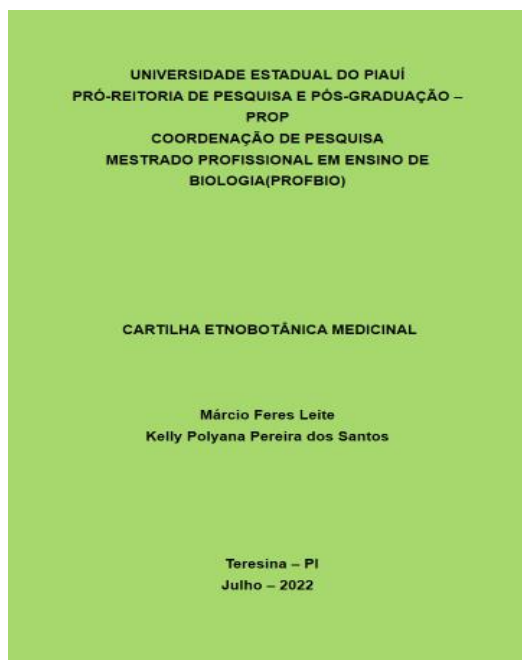 UNIVERSIDADE ESTADUAL DO PIAUÍ
PRÓ-REITORIA DE PESQUISA E PÓS-GRADUAÇÃO –
PROP
COORDENAÇÃO DE PESQUISA
MESTRADO PROFISSIONAL EM ENSINO DE
BIOLOGIA(PROFBIO)
CARTILHA ETNOBOTÂNICA MEDICINAL
Márcio Feres Leite
Kelly Polyana Pereira dos Santos
Teresina – PI
Julho – 2022